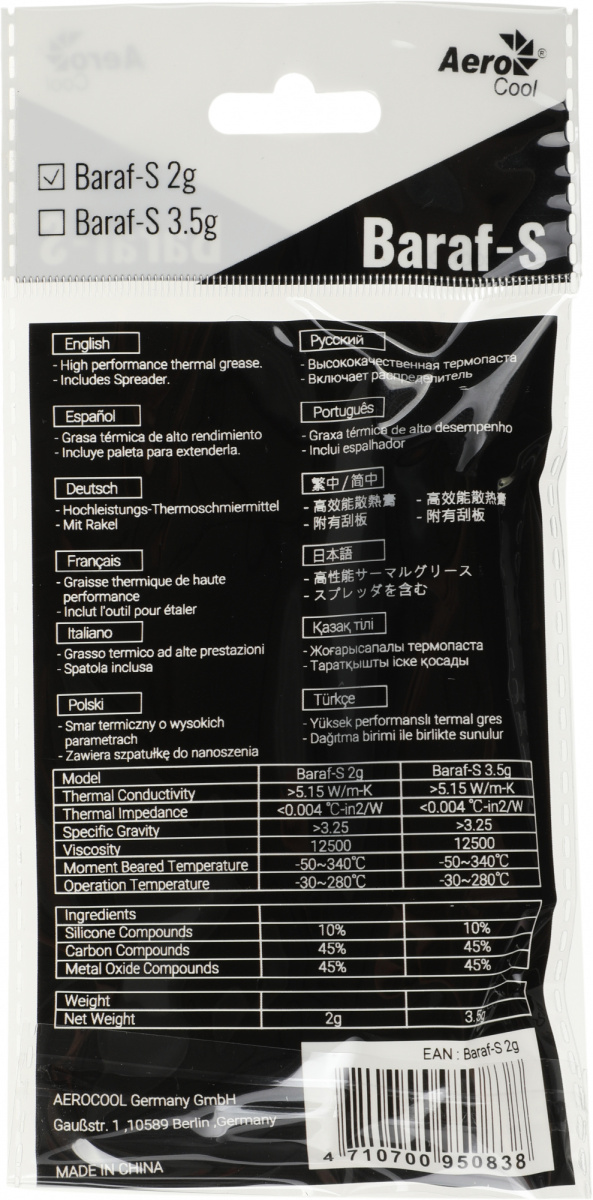 Aero
Cool
Baraf-S 2g
Baraf-S 3.5g
Baraf-S
English
- High performance thermal grease.
- Includes Spreader.
Español
- Grasa térmica de alto rendimiento
- Incluye paleta para extenderla.
Deutsch
- Hochleistungs-Thermoschmiermittel
- Mit Rakel
Français
- Graisse thermique de haute
performance
- Inclut l'outil pour étaler
Italiano
- Grasso termico ad alte prestazioni
- Spatola inclusa
Polski
- Smar termiczny o wysokich
parametrach
- Zawiera szpatułkę do nanoszenia
Русский
- Высококачественная термопаста
- Включает распределитель
Português
- Graxa térmica de alto desempenho
- Inclui espalhador
繁中/简中
- 高效能散熱膏 - 高效能散热膏
- 附有刮板 - 附有刮板
日本語
- 高性能サーマルグリース
- スプレッダを含む
Қазақ тілі
- Жоғарысапалы термопаста
- Таратқышты іске қосады
Türkçe
- Yüksek performanslı termal gres
- Dağıtma birimi ile birlikte sunulur
Model Baraf-S 2g Baraf-S 3.5g
Thermal Conductivity >5.15 W/m-K >5.15 W/m-K
Thermal Impedance <0.004 ℃-in2/W <0.004 ℃-in2/W
Specific Gravity >3.25 >3.25
Viscosity 12500 12500
Moment Beared Temperature -50~340℃ -50~340℃
Operation Temperature -30~280℃ -30~280℃
Ingredients
Silicone Compounds 10% 10%
Carbon Compounds 45% 45%
Metal Oxide Compounds 45% 45%
Weight
Net Weight 2g 3.5g
EAN : Baraf-S 2g
4 710700 950838
AEROCOOL Germany GmbH
Gaußstr. 1 ,10589 Berlin ,Germany
MADE IN CHINA